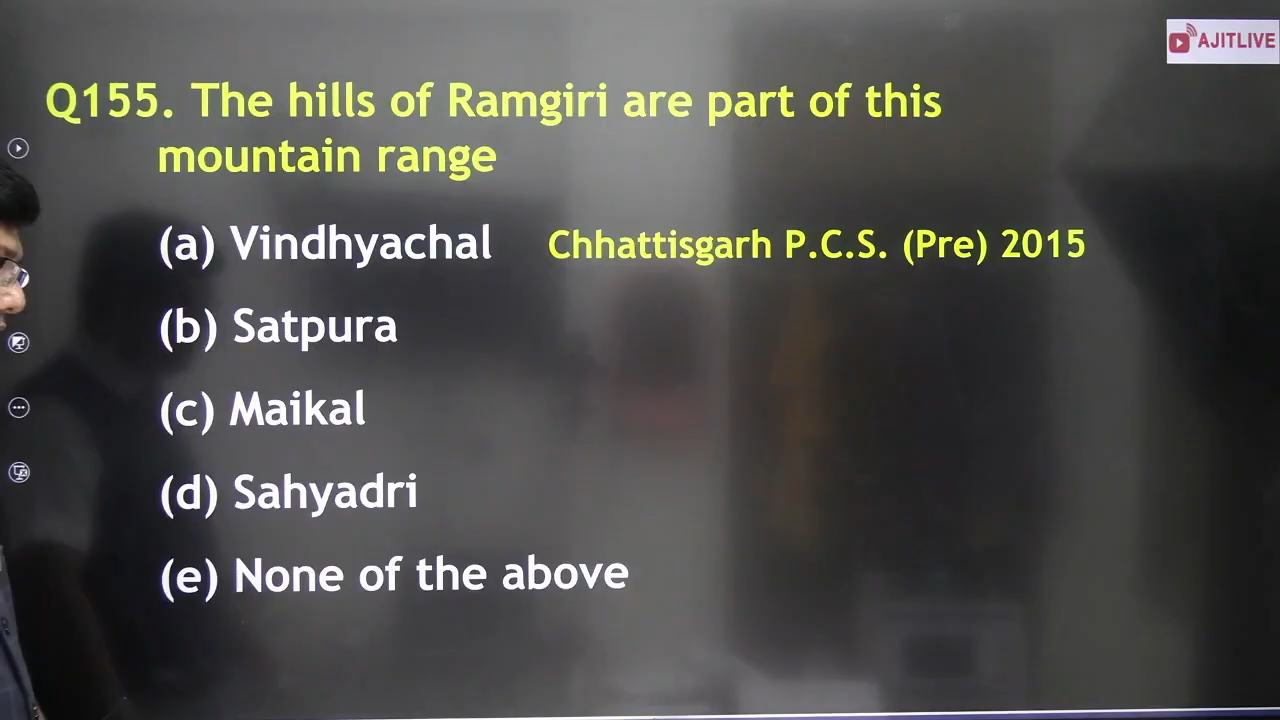 AJITLIVE
Q155. The hills of Ramgiri are part of this
mountain range
(a) Vindhyachal Chhattisgarh P.C.S. (Pre) 2015
(b) Satpura
(c) Maikal
(d) Sahyadri
(e) None of the above